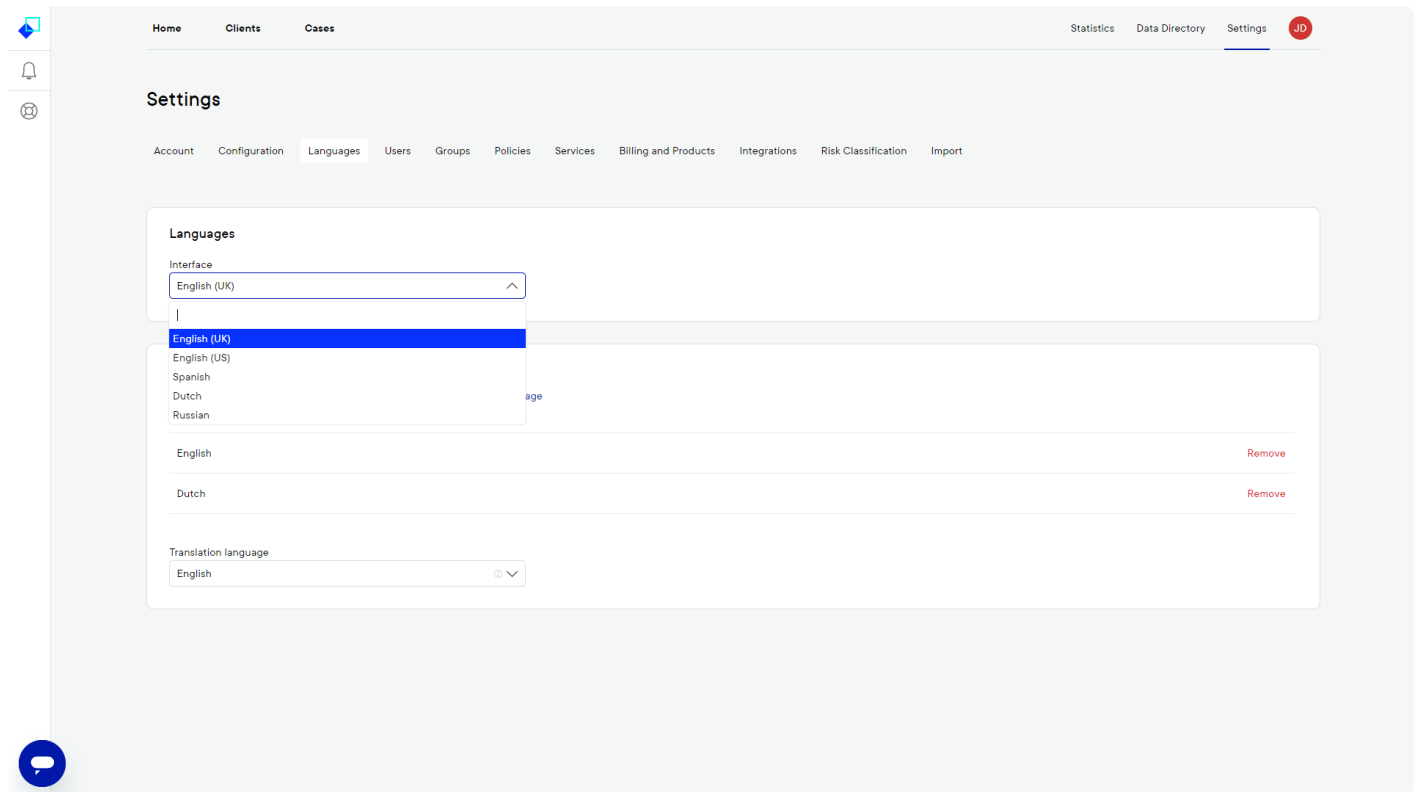 Home Clients Cases Statistics Data Directory Settings JD
Settings
Account Configuration Languages Users Groups Policies Services Billing and Products Integrations Risk Classification Import
Languages
Interface
English (UK)
English (UK)
English (US)
Spanish
Dutch
Russian
English Remove
Dutch Remove
Translation language
English